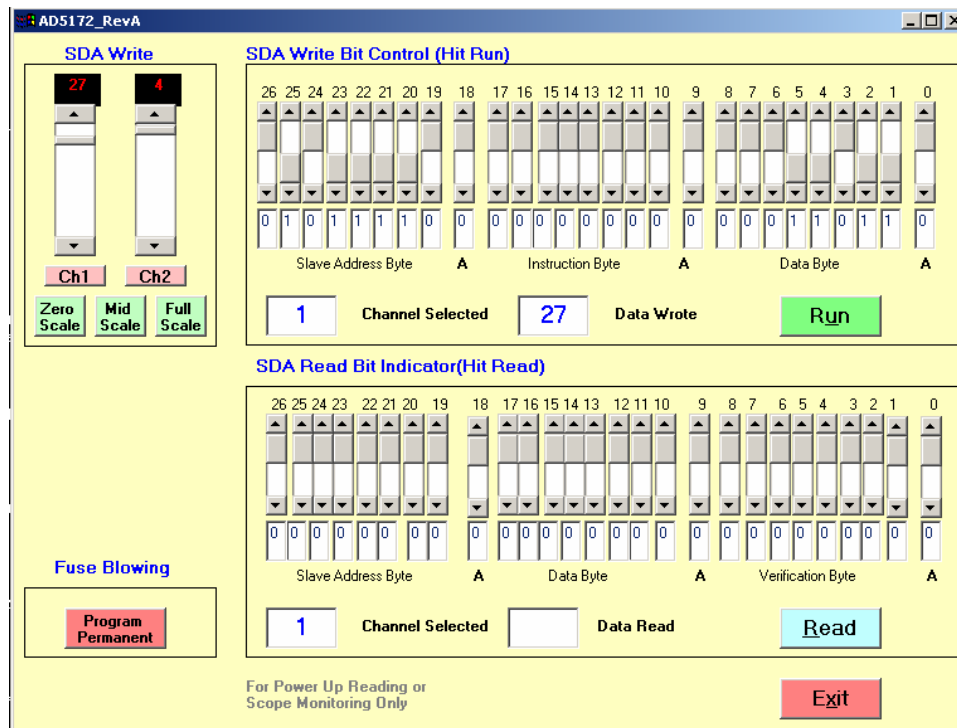 AD5172_RevA
SDA Write
27 4
Ch1 Ch2
Zero Scale Mid Scale Full Scale
SDA Write Bit Control (Hit Run)
26 25 24 23 22 21 20 19 18 17 16 15 14 13 12 11 10 9 8 7 6 5 4 3 2 1 0
0 1 0 1 1 1 1 0 0 0 0 0 0 0 0 0 0 0 0 0 0 1 1 0 1 1 0
Slave Address Byte A Instruction Byte A Data Byte A
1 Channel Selected 27 Data Wrote Run
SDA Read Bit Indicator(Hit Read)
26 25 24 23 22 21 20 19 18 17 16 15 14 13 12 11 10 9 8 7 6 5 4 3 2 1 0
0 0 0 0 0 0 0 0 0 0 0 0 0 0 0 0 0 0 0 0 0 0 0 0 0 0 0
Slave Address Byte A Data Byte A Verification Byte A
1 Channel Selected Data Read Read
Fuse Blowing
Program
Permanent
For Power Up Reading or
Scope Monitoring Only
Exit